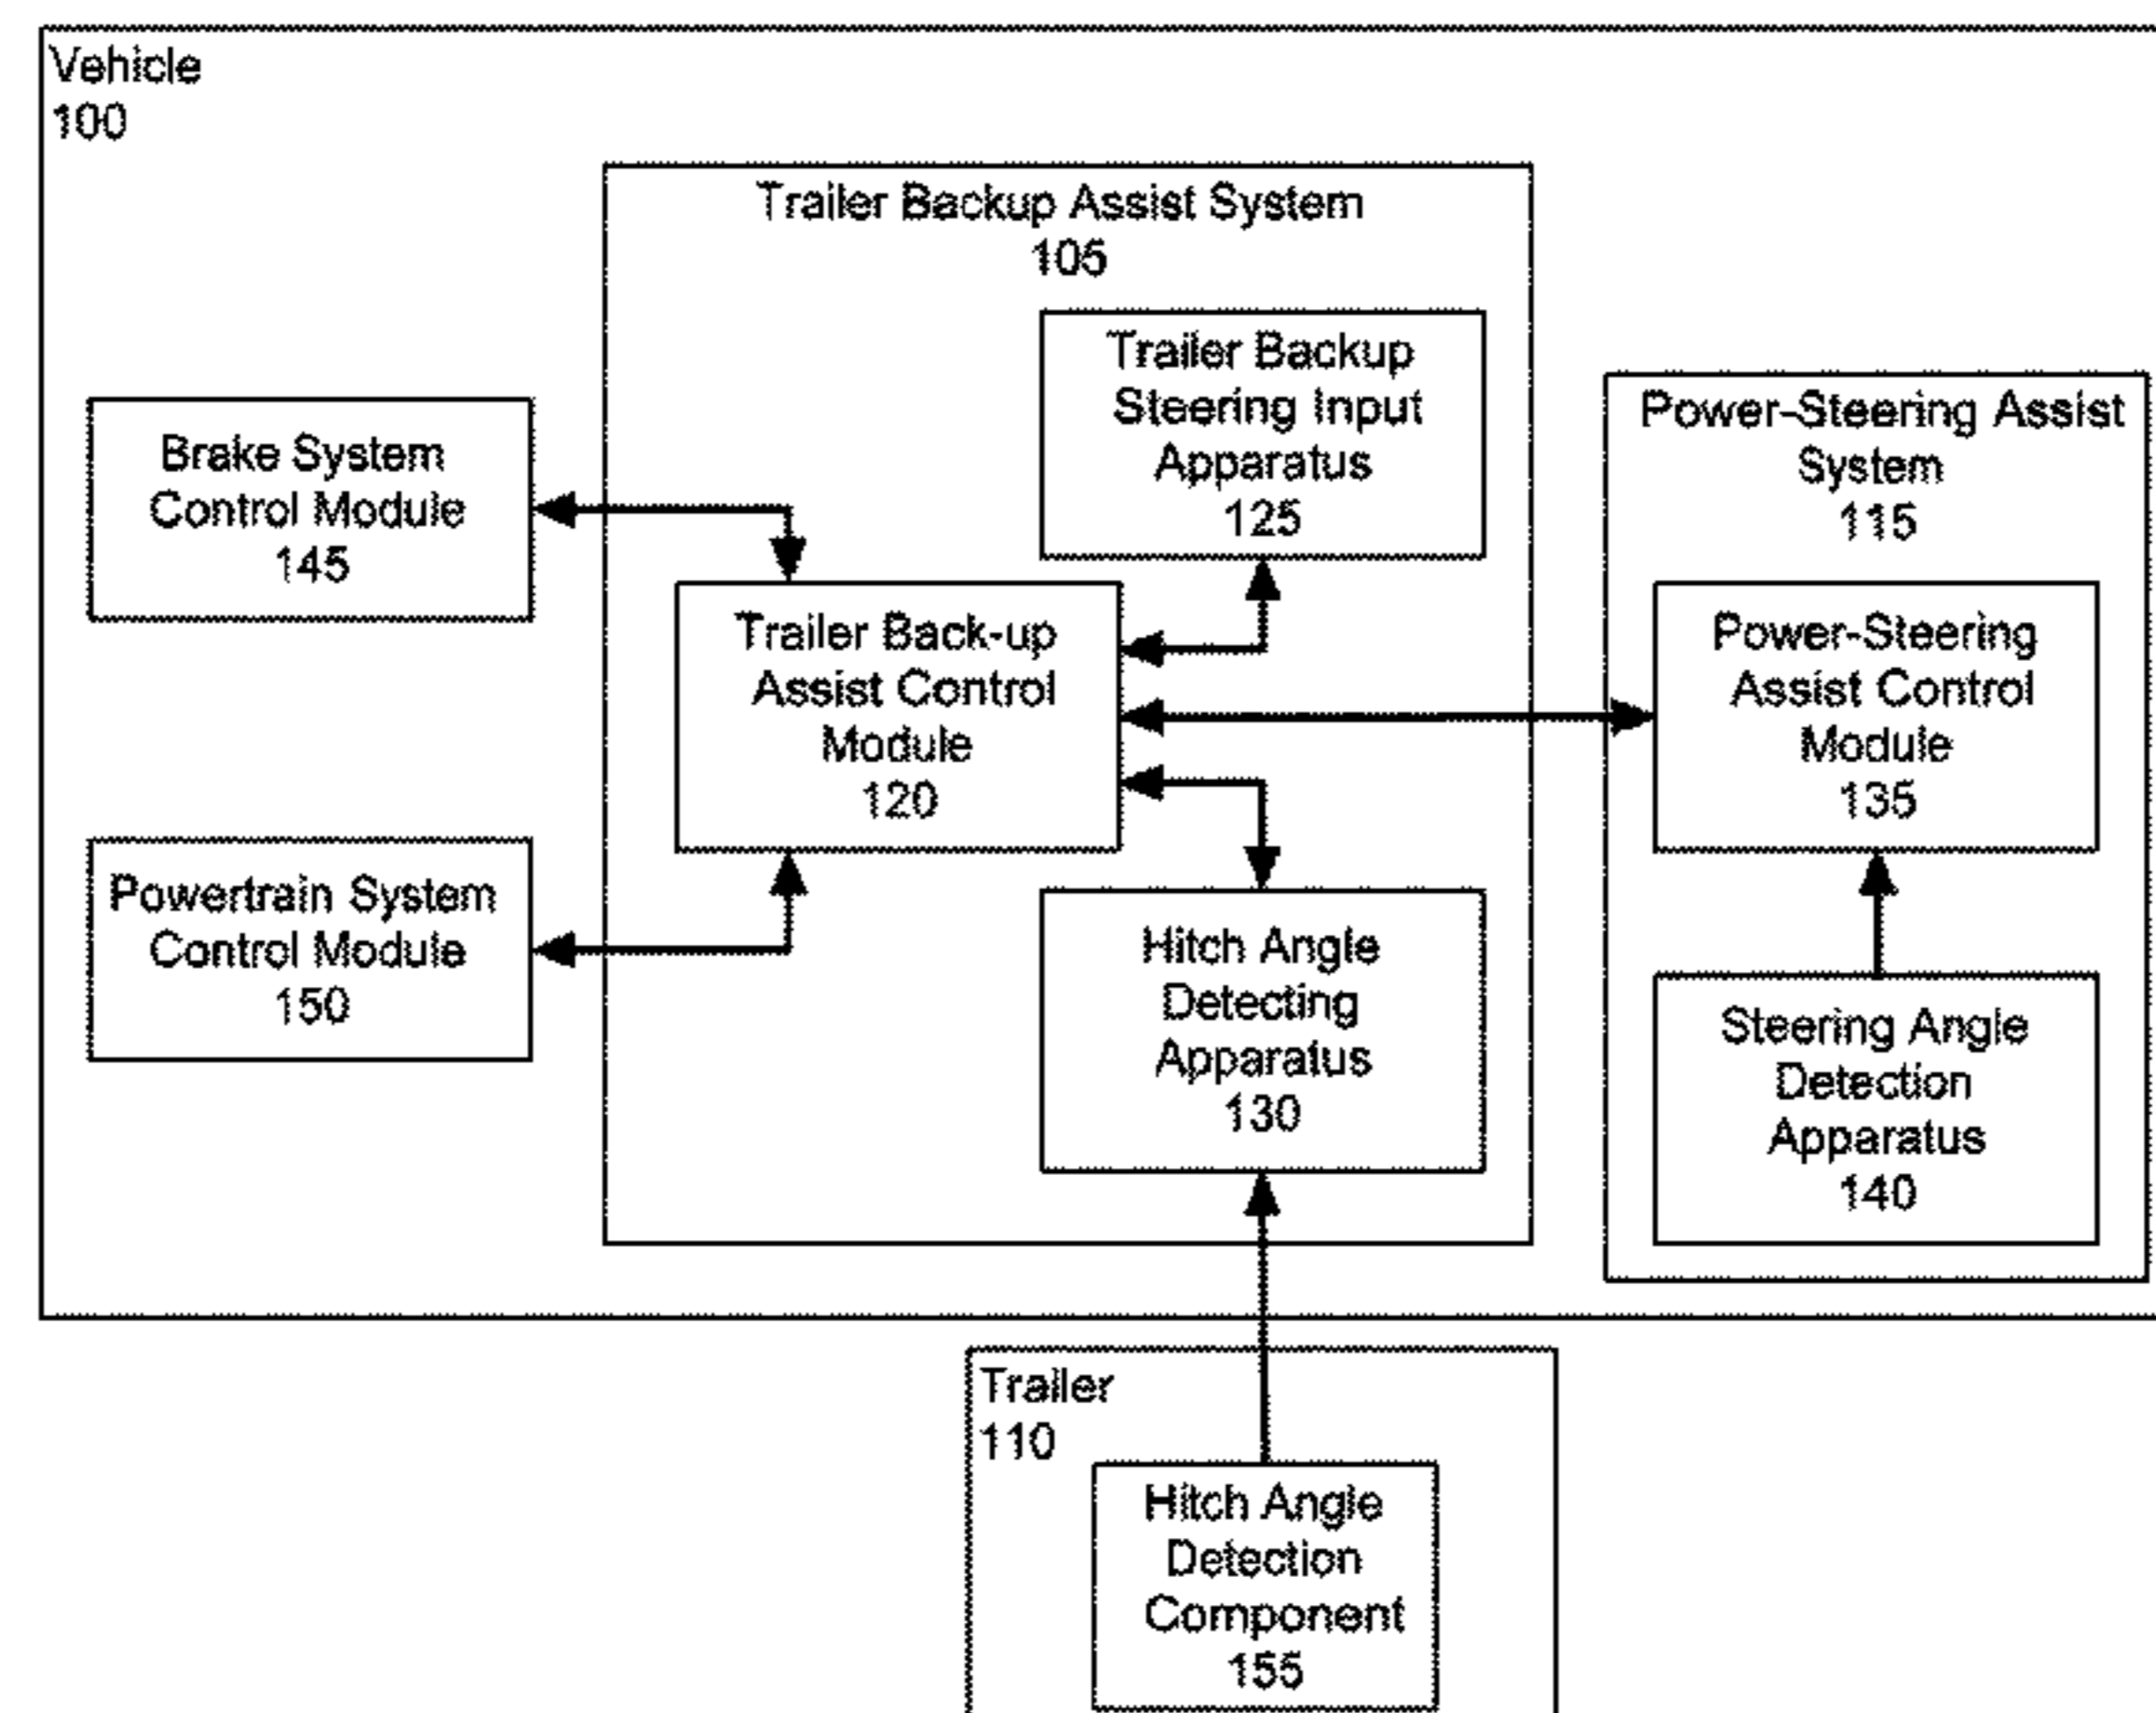 Vehicle
100
Trailer Backup Assist System
105
Trailer Backup
Steering Input
Apparatus
125
Power-Steering Assist
System
115
Brake System
Control Module
145
Trailer Back-up
Assist Control
Module
120
Power-Steering
Assist Control
Module
135
Powertrain System
Control Module
150
Hitch Angle
Detecting
Apparatus
130
Steering Angle
Detection
Apparatus
140
Trailer
110
Hitch Angle
Detection
Component
155